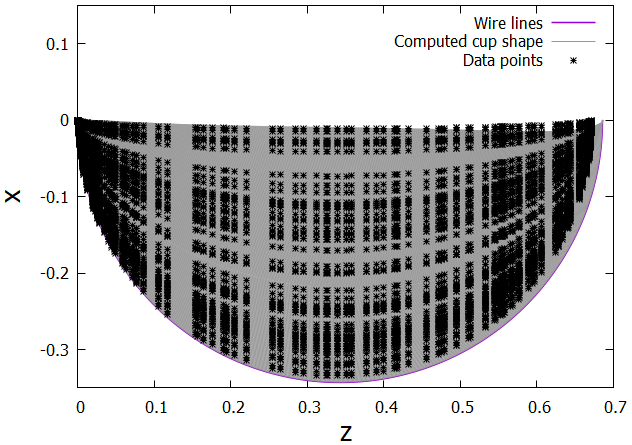 Wire lines
Computed cup shape
Data points
0.1
0
-0.1
-0.2
-0.3
x
0 0.1 0.2 0.3 0.4 0.5 0.6 0.7
z